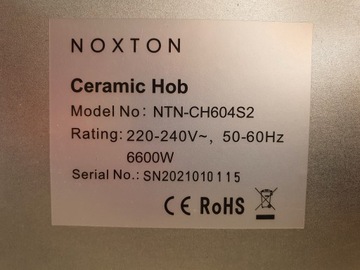 NOXTON
Ceramic Hob
Model No: NTN-CH604S2
Rating: 220-240V~, 50-60Hz
6600W
Serial No.: SN2021010115
CE RoHS